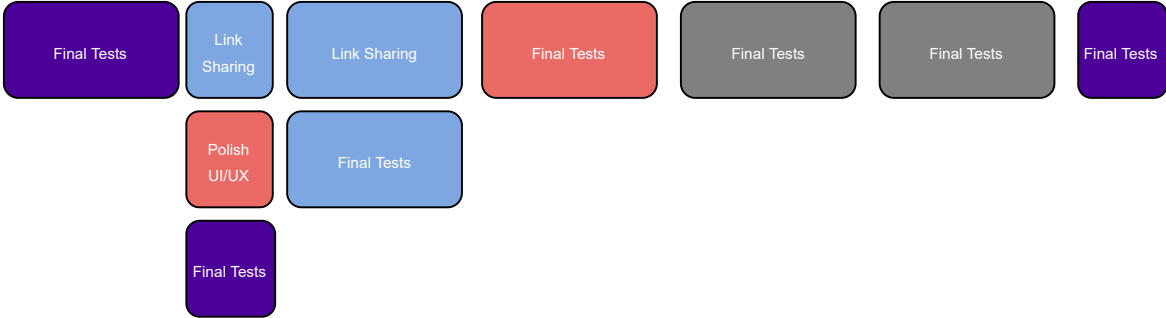 Final Tests
Link
Sharing
Link Sharing
Final Tests
Final Tests
Final Tests
Final Tests
Polish
UI/UX
Final Tests
Final Tests